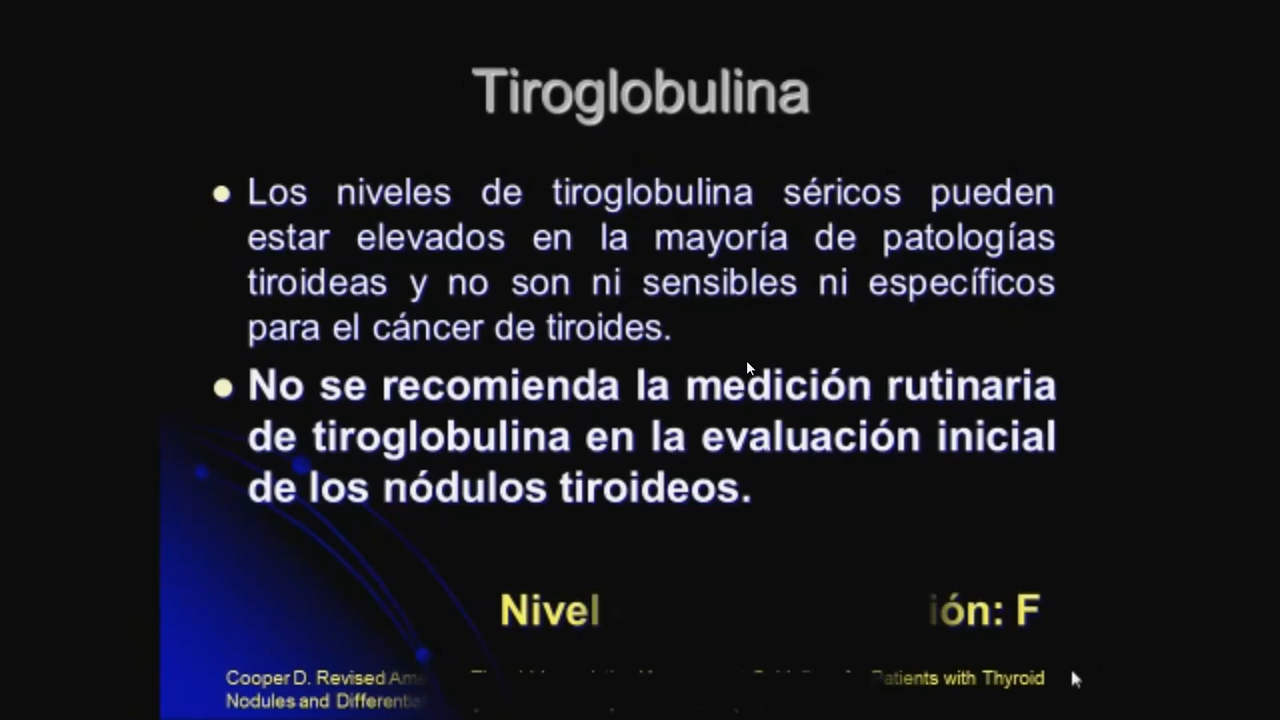 Tiroglobulina
● Los niveles de tiroglobulina séricos pueden
estar elevados en la mayoría de patologías
tiroideas y no son ni sensibles ni específicos
para el cáncer de tiroides.
● No se recomienda la medición rutinaria
de tiroglobulina en la evaluación inicial
de los nódulos tiroideos.
Nivel ión: F
Cooper D. Revised Patients with Thyroid
Nodules and